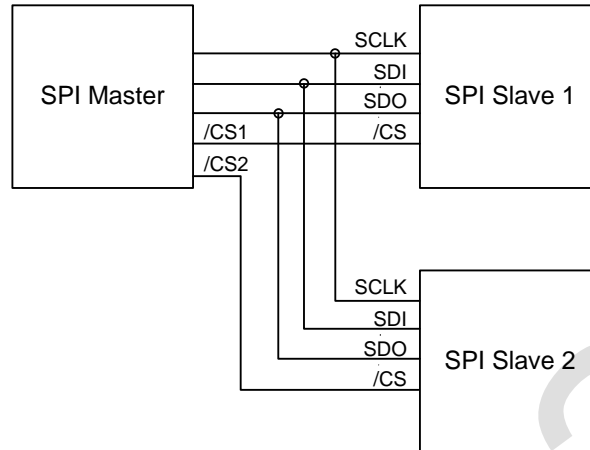 SCLK
SDI
SPI Master
SDO
SPI Slave 1
/CS1
/CS
/CS2
SCLK
SDI
SDO
SPI Slave 2
/CS